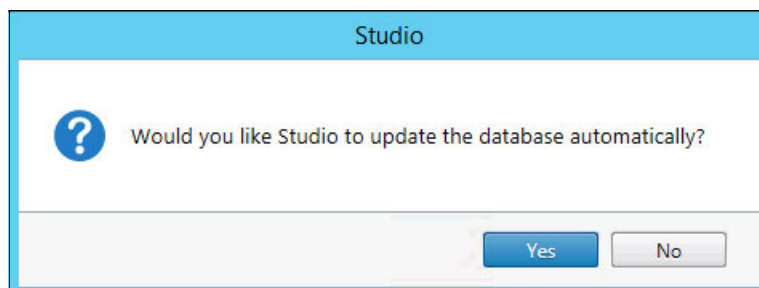 Studio
Would you like Studio to update the database automatically?
Yes
No